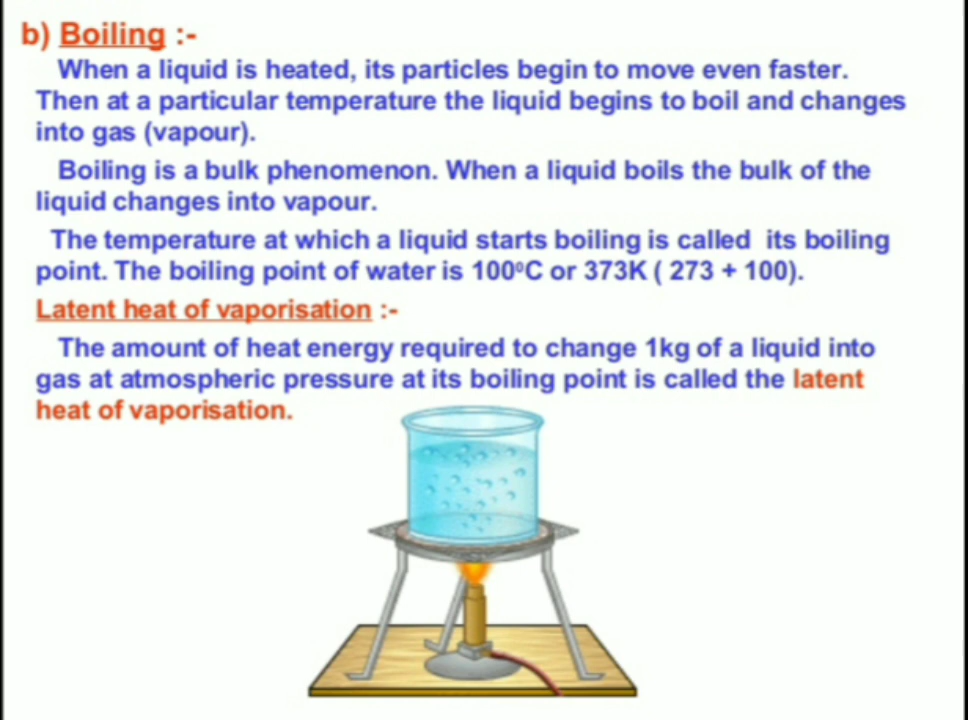 b) Boiling :-
When a liquid is heated, its particles begin to move even faster.
Then at a particular temperature the liquid begins to boil and changes
into gas (vapour).
Boiling is a bulk phenomenon. When a liquid boils the bulk of the
liquid changes into vapour.
The temperature at which a liquid starts boiling is called its boiling
point. The boiling point of water is 100⁰C or 373K ( 273 + 100).
Latent heat of vaporisation :-
The amount of heat energy required to change 1kg of a liquid into
gas at atmospheric pressure at its boiling point is called the latent
heat of vaporisation.